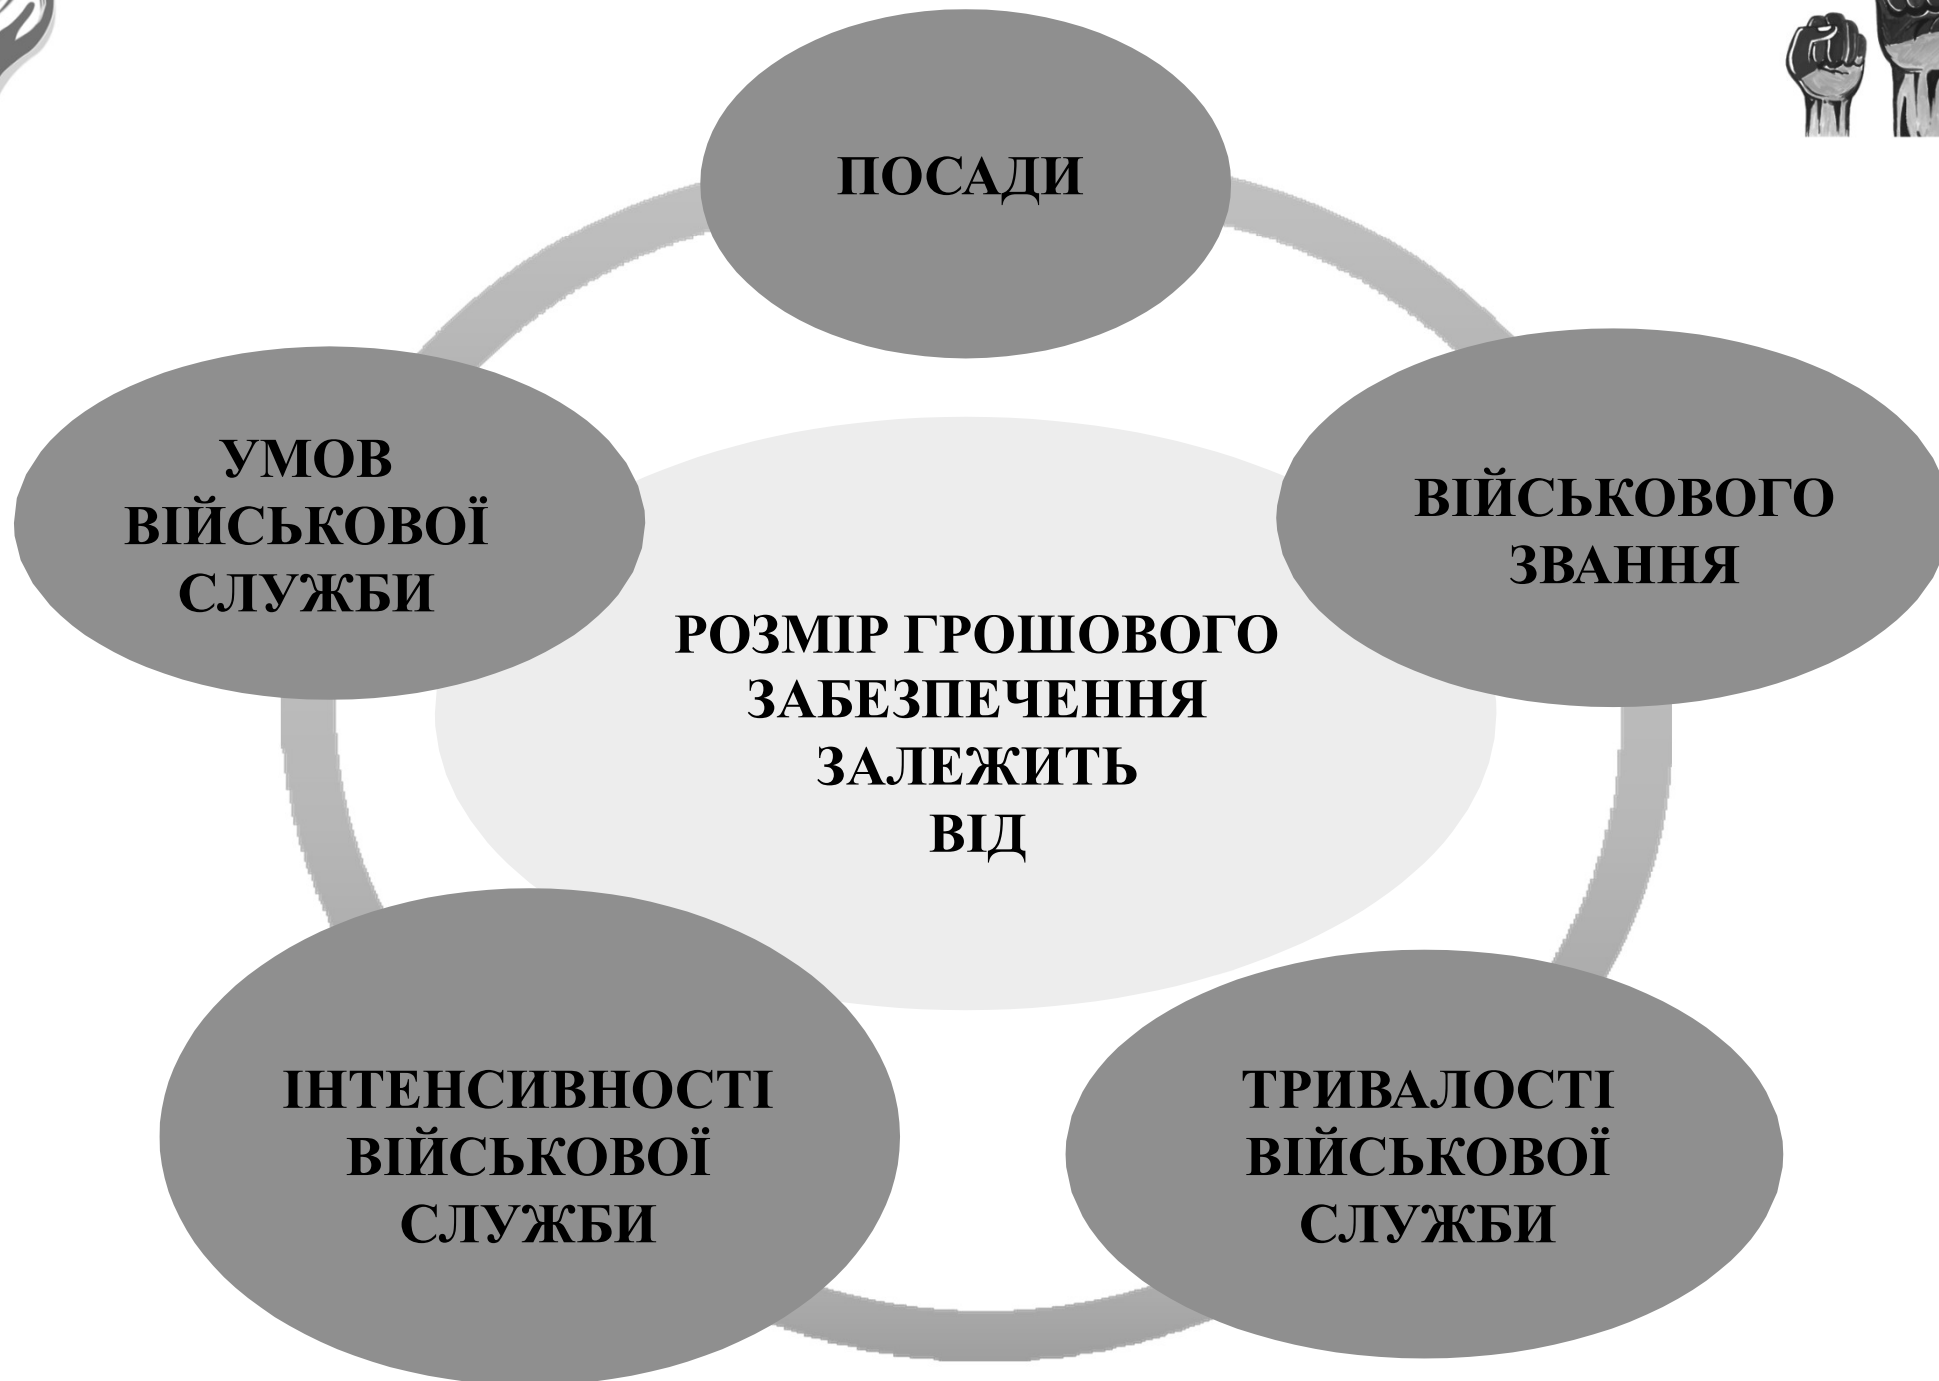 ПОСАДИ
УМОВ
ВІЙСЬКОВОЇ
СЛУЖБИ
ВІЙСЬКОВОГО
ЗВАННЯ
РОЗМІР ГРОШОВОГО
ЗАБЕЗПЕЧЕННЯ
ЗАЛЕЖИТЬ
ВІД
ІНТЕНСИВНОСТІ
ВІЙСЬКОВОЇ
СЛУЖБИ
ТРИВАЛОСТІ
ВІЙСЬКОВОЇ
СЛУЖБИ